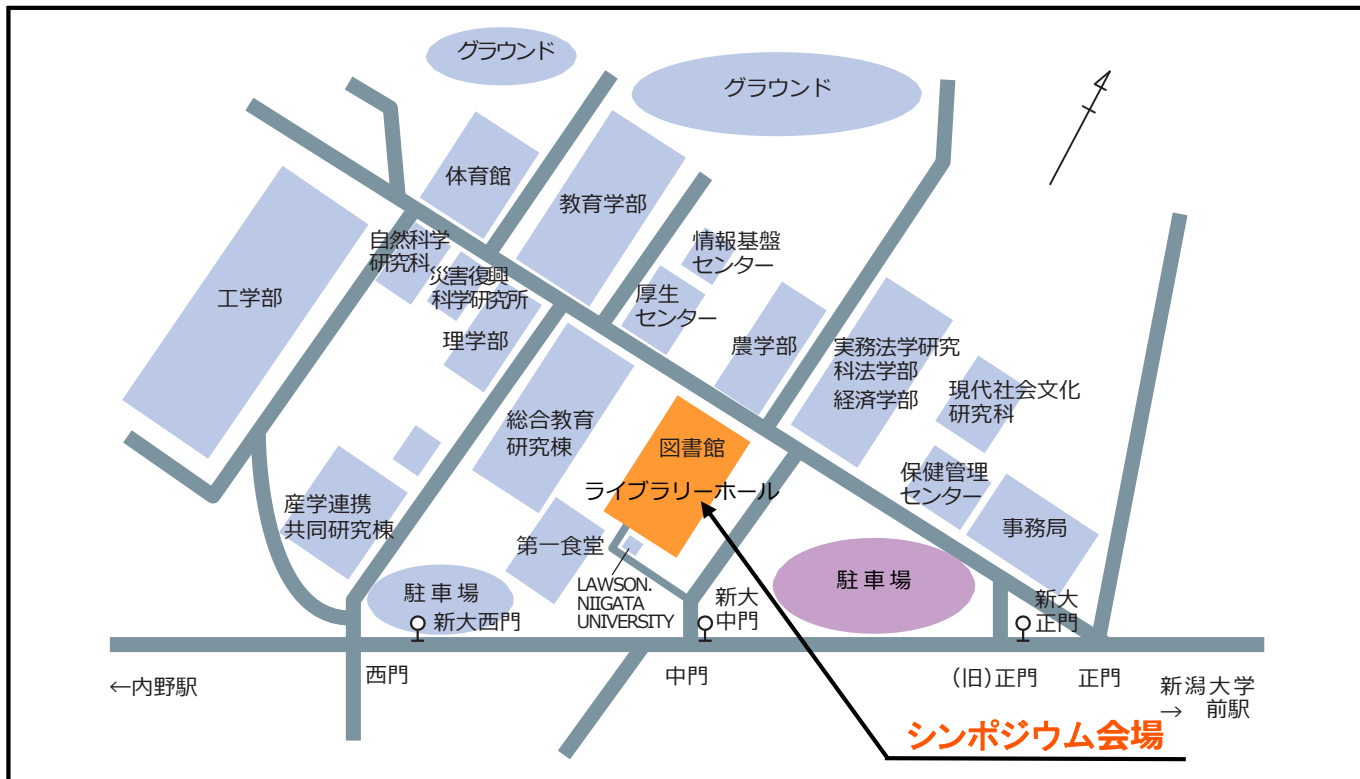 グラウンド
グラウンド
体育館
教育学部
自然科学
研究科
災害復興
科学研究所
情報基盤
センター
工学部
厚生
センター
理学部
農学部
実務法学研究
科法学部
経済学部
現代社会文化
研究科
総合教育
研究棟
図書館
ライブラリーホール
保健管理
センター
産学連携
共同研究棟
事務局
第一食堂
LAWSON.
NIIGATA
UNIVERSITY
駐車場
駐車場
新大西門
新大
中門
新大
正門
西門
中門
(旧)正門
正門
←内野駅
新潟大学
→ 前駅
シンポジウム会場